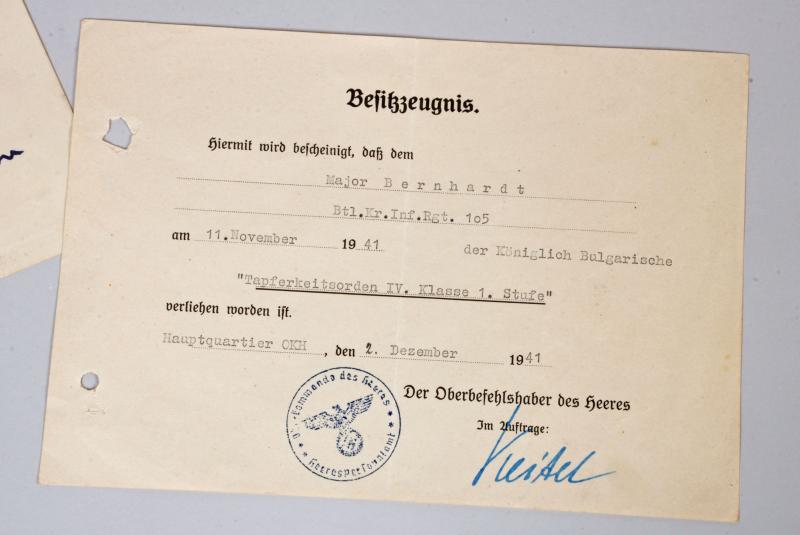 Besitzzeugnis.
Hiermit wird bescheinigt, daß dem
Major Bernhardt
Btl.Kr.Inf.Rgt. 105
am 11.November 1941 der Königlich Bulgarische
"Tapferkeitsorden IV. Klasse 1. Stufe"
verliehen worden ist.
Hauptquartier OKH, den 2. Dezember 1941
Der Oberbefehlshaber des Heeres
Im Auftrage:
Keitel
kommando des Heeres
Heerespersonalamt